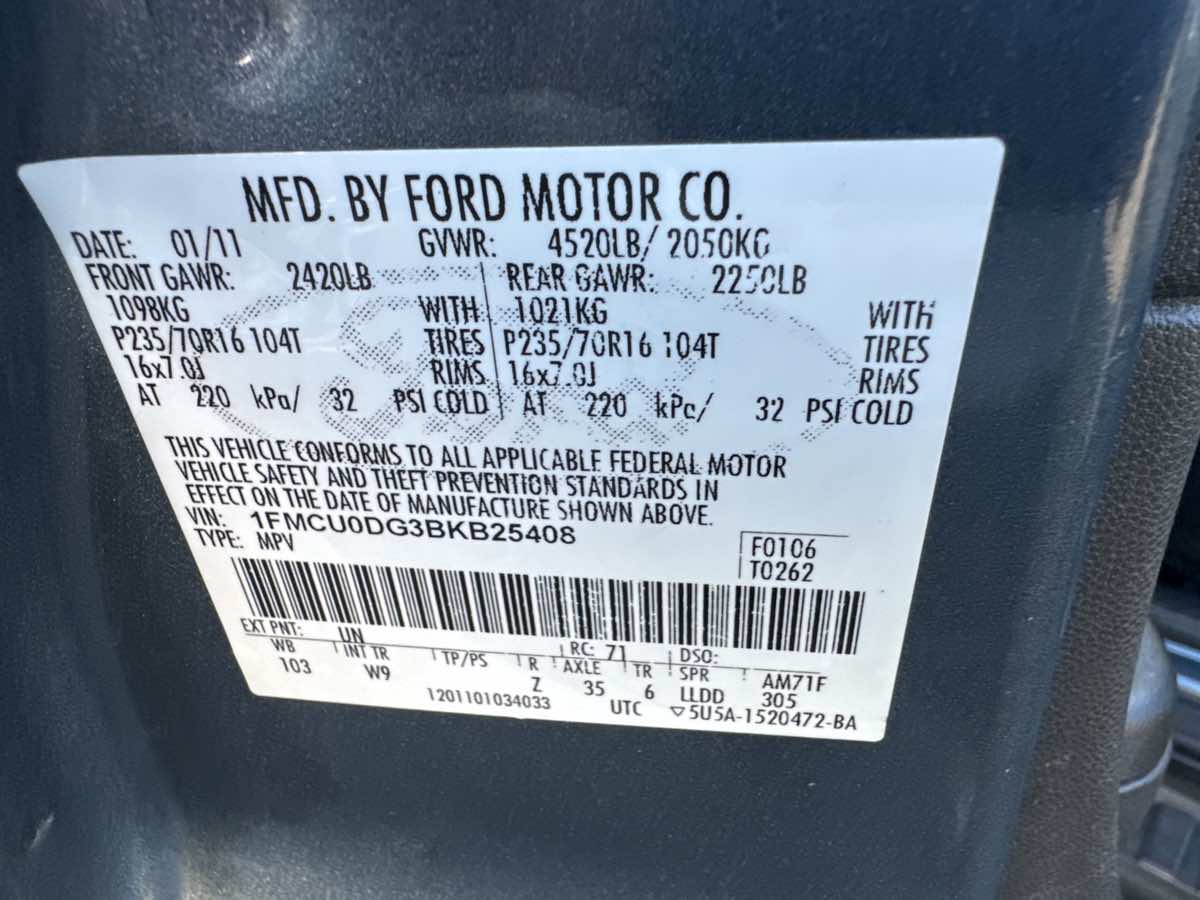 MFD. BY FORD MOTOR CO.
DATE: 01/11 GVWR: 4520LB/ 2050KG
FRONT GAWR: 2420LB REAR GAWR: 2250LB
1098KG WITH 1021KG WITH
P235/70R16 104T TIRES P235/70R16 104T TIRES
16x7.0J RIMS 16x7.0J RIMS
AT 220 kPa/ 32 PSI COLD AT 220 kPa/ 32 PSI COLD
THIS VEHICLE CONFORMS TO ALL APPLICABLE FEDERAL MOTOR
VEHICLE SAFETY AND THEFT PREVENTION STANDARDS IN
EFFECT ON THE DATE OF MANUFACTURE SHOWN ABOVE.
VIN: 1FMCU0DG3BKB25408
TYPE: MPV
F0106
T0262
EXT PNT: UN RC: 71 DSO:
WB INT TR TP/PS R AXLE TR SPR AM71F
103 W9 Z 35 6 LLDD 305
1201101034033 UTC ▽5U5A-1520472-BA